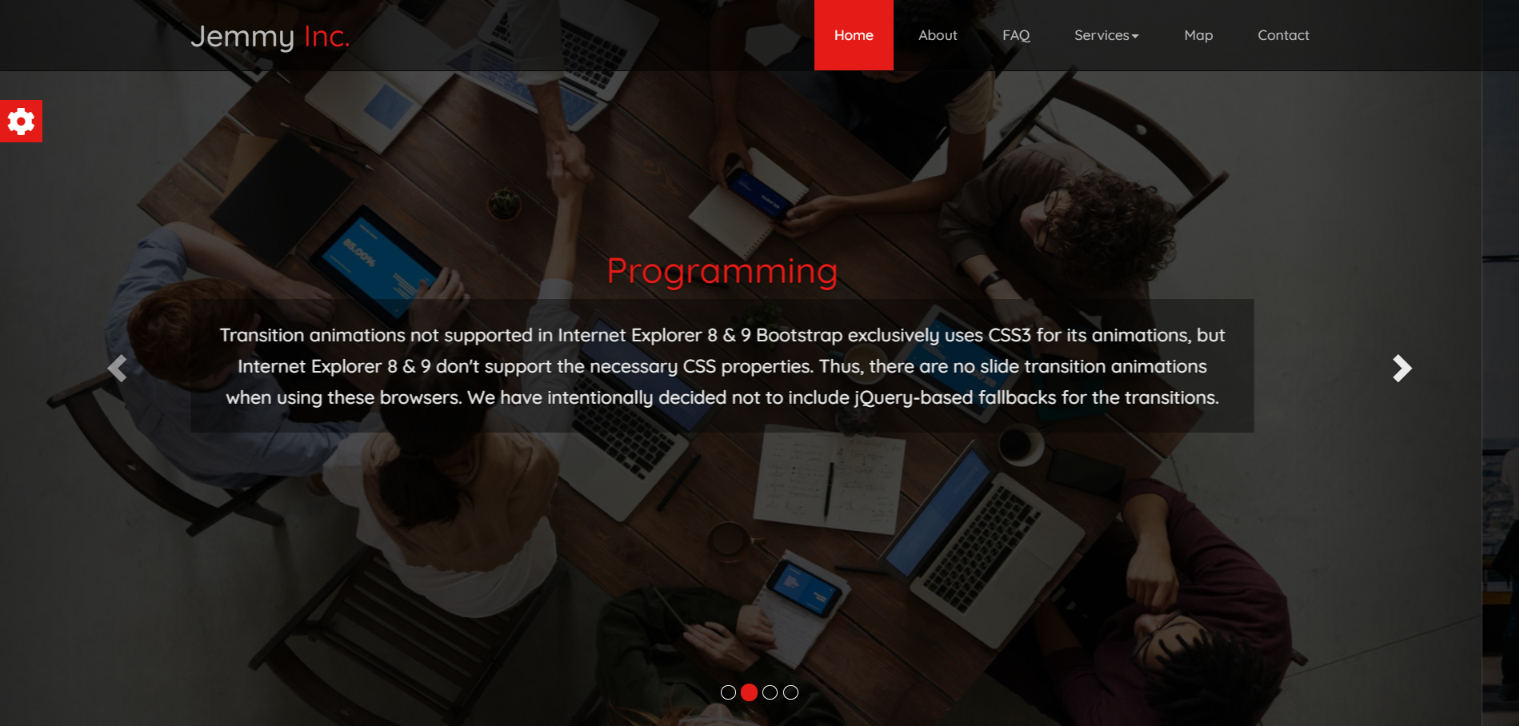 Jemmy Inc.
Home About FAQ Services Map Contact
85.00%
Programming
Transition animations not supported in Internet Explorer 8 & 9 Bootstrap exclusively uses CSS3 for its animations, but
Internet Explorer 8 & 9 don't support the necessary CSS properties. Thus, there are no slide transition animations
when using these browsers. We have intentionally decided not to include jQuery-based fallbacks for the transitions.